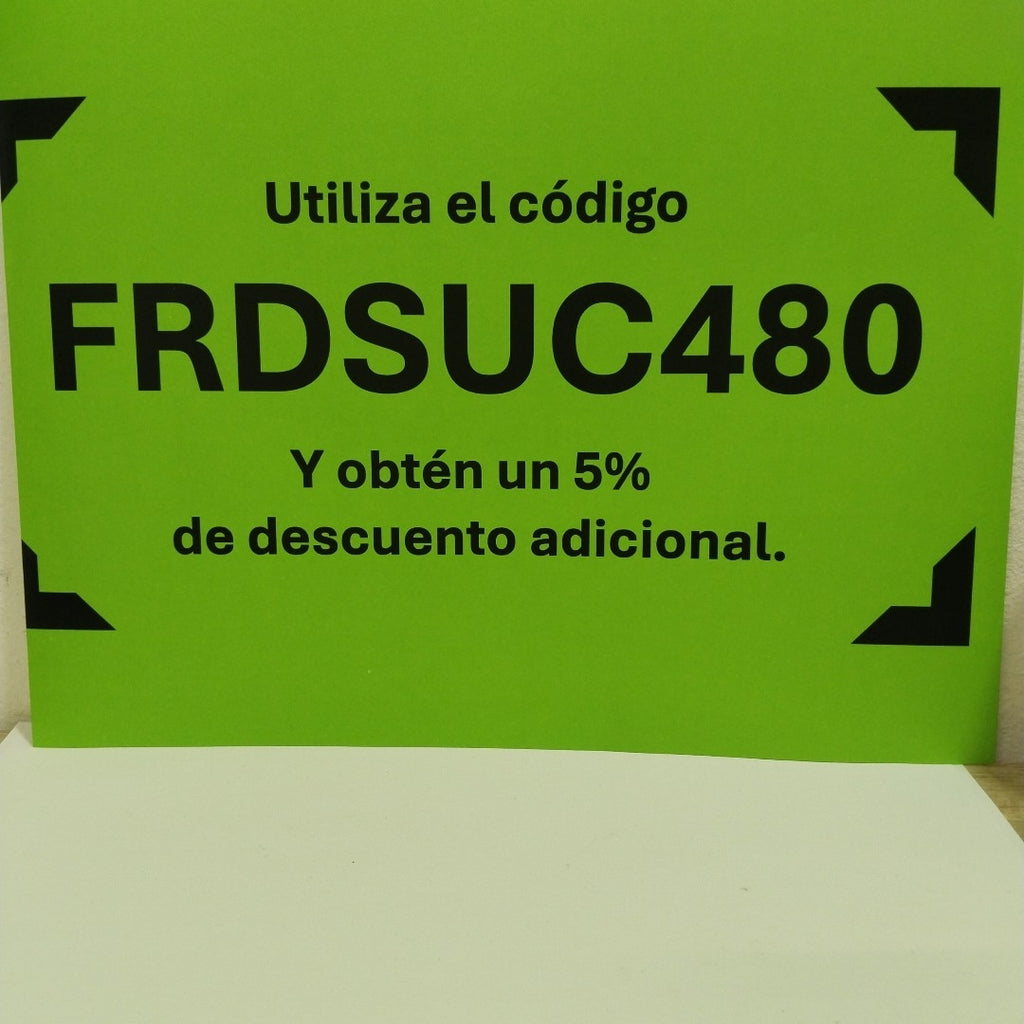 Utiliza el código
FRDSUC480
Y obtén un 5%
de descuento adicional.